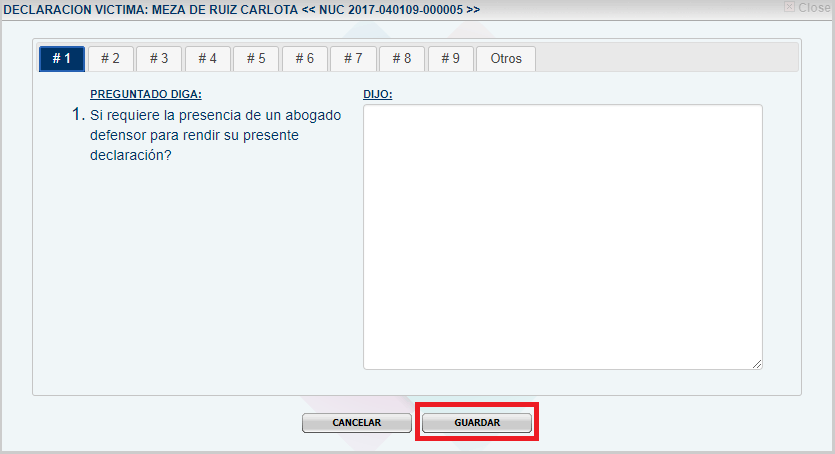 DECLARACION VICTIMA: MEZA DE RUIZ CARLOTA << NUC 2017-040109-000005 >>
Close
# 1 # 2 # 3 # 4 # 5 # 6 # 7 # 8 # 9 Otros
PREGUNTADO DIGA:
DIJO:
1. Si requiere la presencia de un abogado
defensor para rendir su presente
declaración?
CANCELAR
GUARDAR